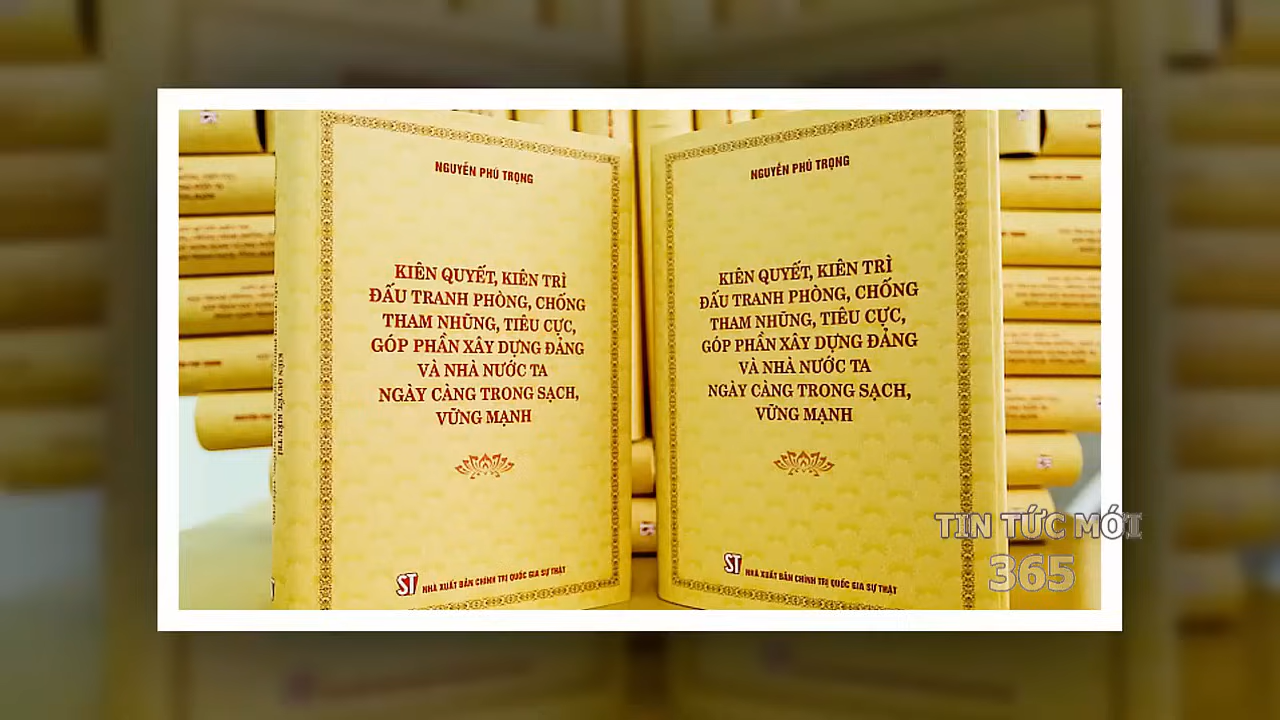 NGUYỄN PHÚ TRỌNG
KIÊN QUYẾT, KIÊN TRÌ
ĐẤU TRANH PHÒNG, CHỐNG
THAM NHŨNG, TIÊU CỰC,
GÓP PHẦN XÂY DỰNG ĐẢNG
VÀ NHÀ NƯỚC TA
NGÀY CÀNG TRONG SẠCH,
VỮNG MẠNH
ST NHÀ XUẤT BẢN CHÍNH TRỊ QUỐC GIA SỰ THẬT
KIÊN QUYẾT, KIÊN TRÌ
NGUYỄN PHÚ TRỌNG
KIÊN QUYẾT, KIÊN TRÌ
ĐẤU TRANH PHÒNG, CHỐNG
THAM NHŨNG, TIÊU CỰC,
GÓP PHẦN XÂY DỰNG ĐẢNG
VÀ NHÀ NƯỚC TA
NGÀY CÀNG TRONG SẠCH,
VỮNG MẠNH
ST NHÀ XUẤT BẢN CHÍNH TRỊ QUỐC GIA SỰ THẬT
TIN TỨC MỚI
365